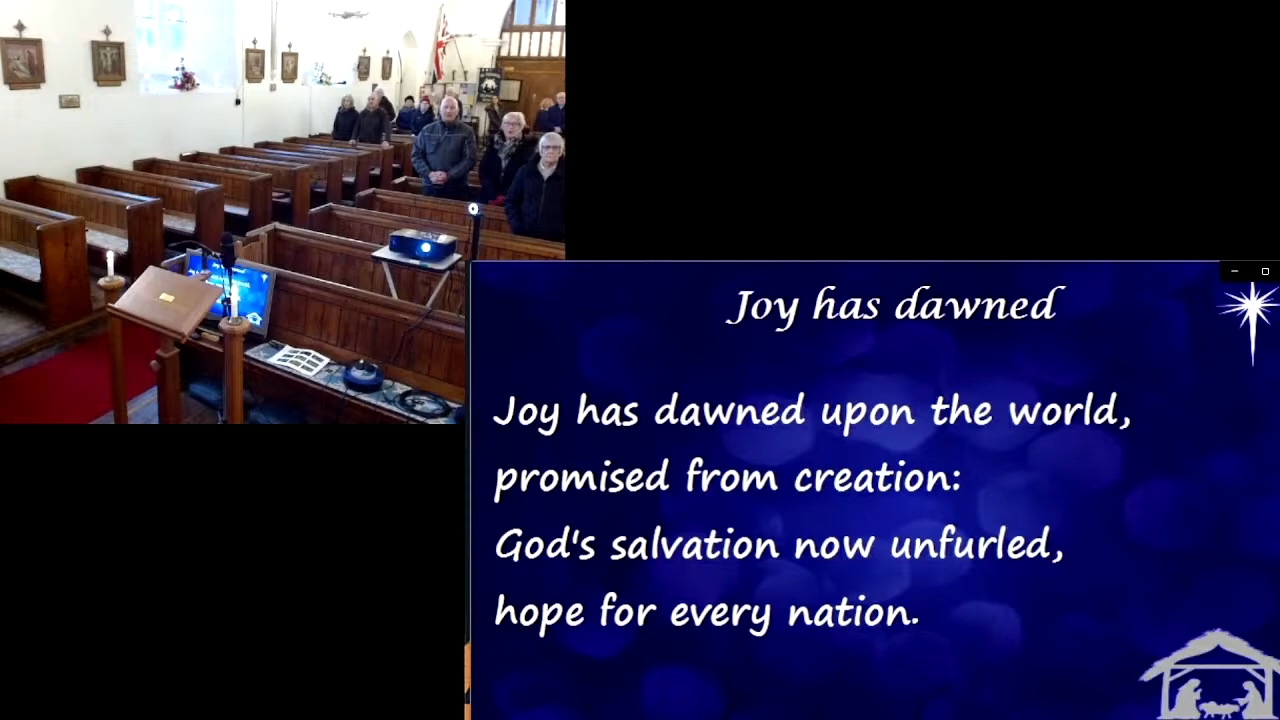 Joy has dawned
Joy has dawned upon the world,
promised from creation:
God's salvation now unfurled,
hope for every nation.